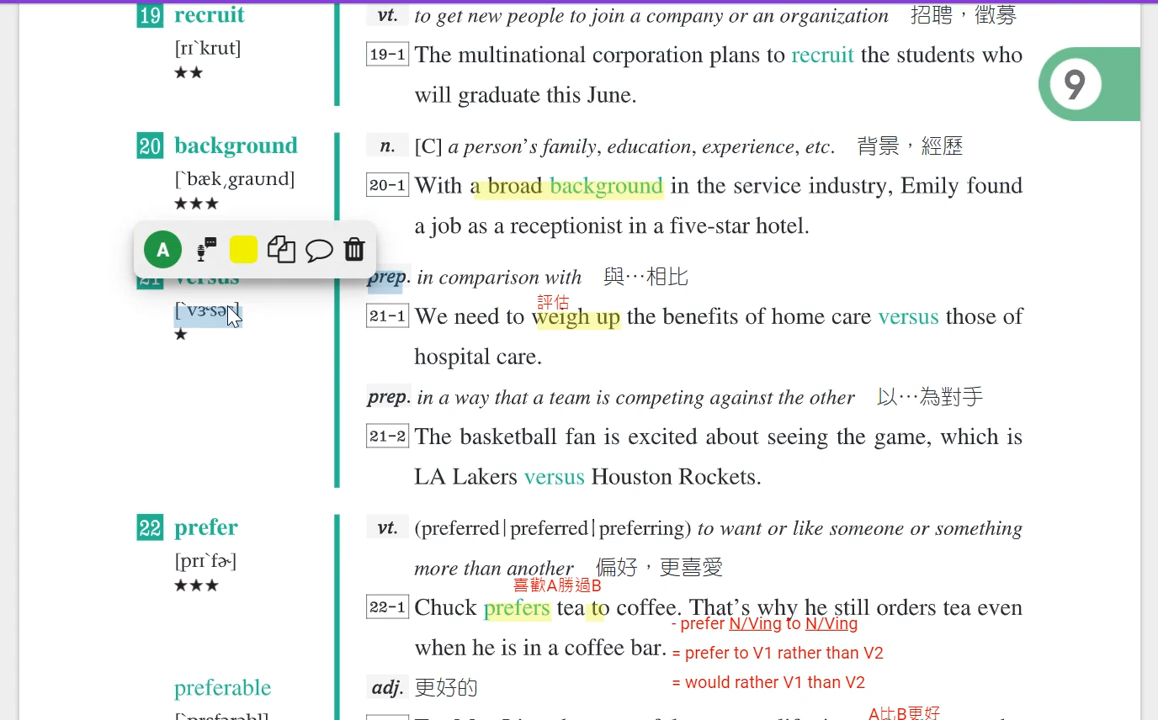 19 recruit vt. to get new people to join a company or an organization 招聘，徵募
[rɪˋkrut] 19-1 The multinational corporation plans to recruit the students who
★★
will graduate this June.
9
20 background n. [C] a person's family, education, experience, etc. 背景，經歷
[ˋbækˏɡraʊnd] 20-1 With a broad background in the service industry, Emily found
★★★
a job as a receptionist in a five-star hotel.
A
21 versus prep. in comparison with 與…相比
評估
[ˋvɝsəs] 21-1 We need to weigh up the benefits of home care versus those of
★
hospital care.
prep. in a way that a team is competing against the other 以…為對手
21-2 The basketball fan is excited about seeing the game, which is
LA Lakers versus Houston Rockets.
22 prefer vt. (preferred|preferred|preferring) to want or like someone or something
[prɪˋfɚ] more than another 偏好，更喜愛
★★★
喜歡A勝過B
22-1 Chuck prefers tea to coffee. That's why he still orders tea even
- prefer N/Ving to N/Ving
when he is in a coffee bar.
= prefer to V1 rather than V2
= would rather V1 than V2
preferable adj. 更好的
A比B更好